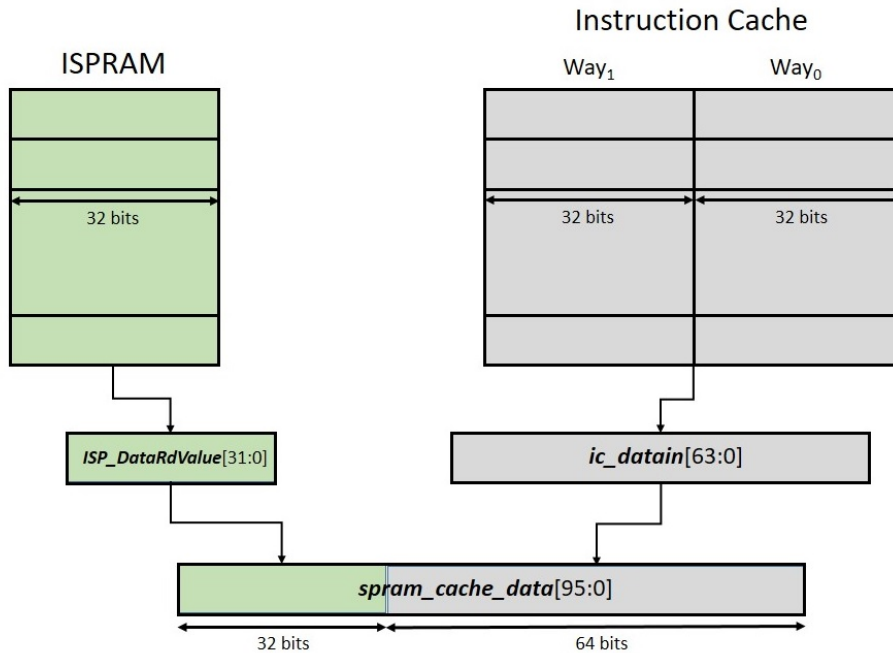 Instruction Cache
ISPRAM
Way₁
Way₀
32 bits
32 bits
32 bits
ISP_DataRdValue[31:0]
ic_datain[63:0]
spram_cache_data[95:0]
32 bits
64 bits